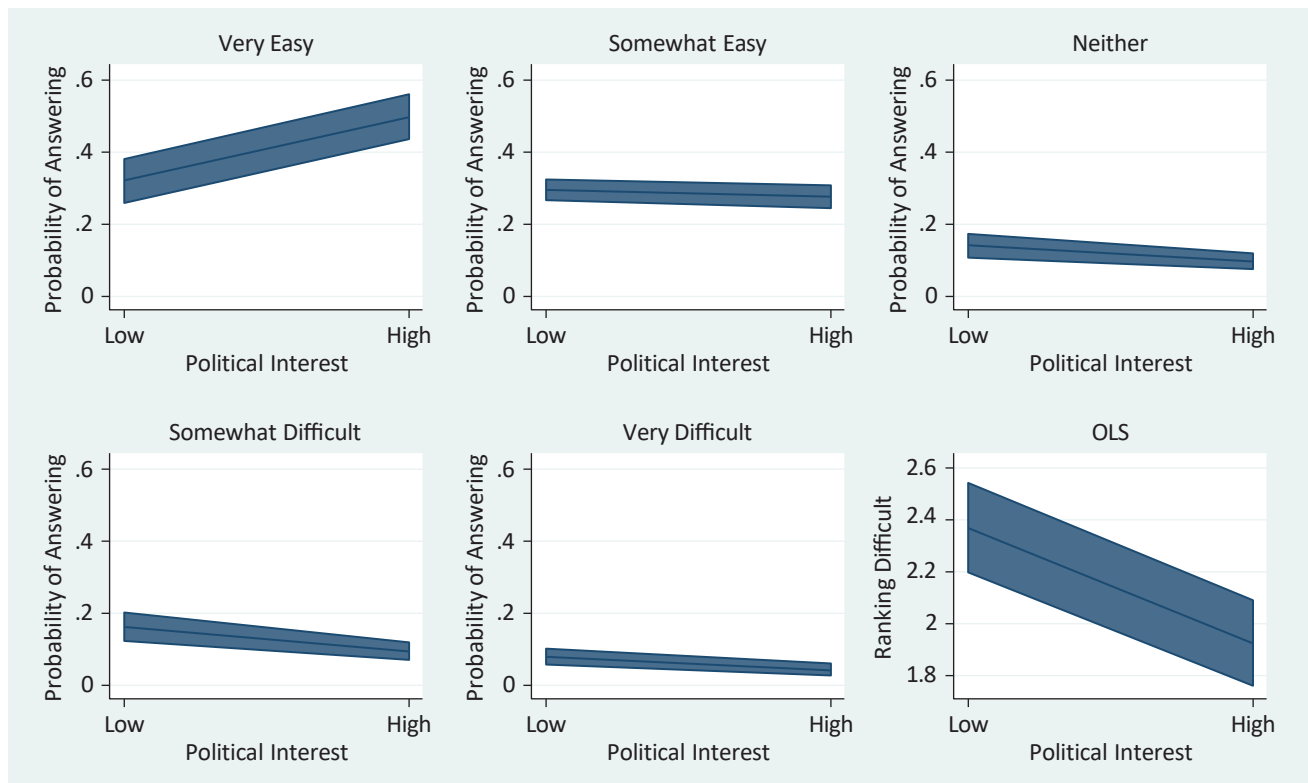 Very Easy
Probability of Answering
.6
.4
.2
0
Low
High
Political Interest
Somewhat Easy
Probability of Answering
.6
.4
.2
0
Low
High
Political Interest
Neither
Probability of Answering
.6
.4
.2
0
Low
High
Political Interest
Somewhat Difficult
Probability of Answering
.6
.4
.2
0
Low
High
Political Interest
Very Difficult
Probability of Answering
.6
.4
.2
0
Low
High
Political Interest
OLS
Ranking Difficult
2.6
2.4
2.2
2
1.8
Low
High
Political Interest